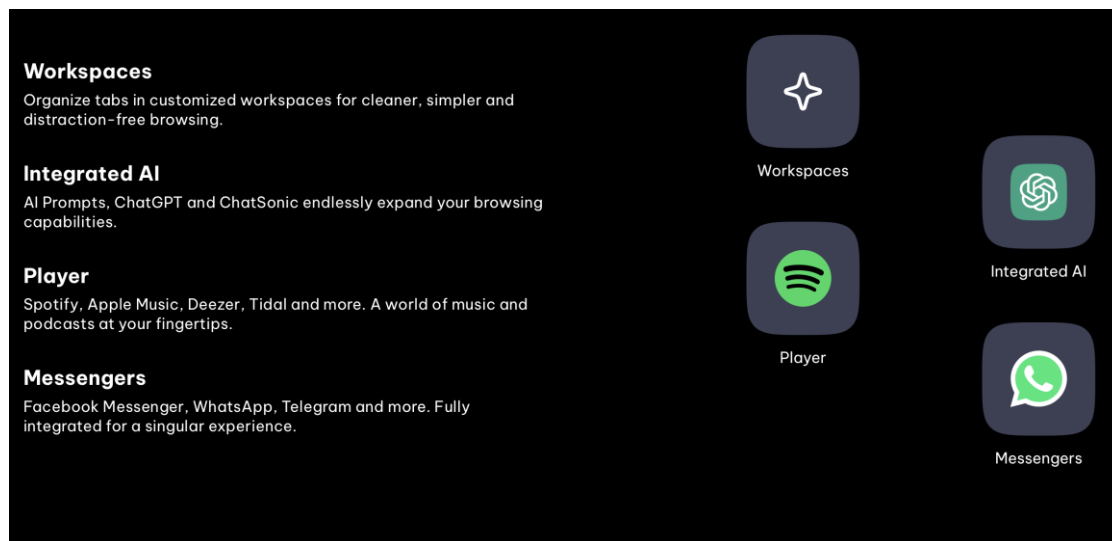 Workspaces
Organize tabs in customized workspaces for cleaner, simpler and
distraction-free browsing.
Integrated AI
AI Prompts, ChatGPT and ChatSonic endlessly expand your browsing
capabilities.
Player
Spotify, Apple Music, Deezer, Tidal and more. A world of music and
podcasts at your fingertips.
Messengers
Facebook Messenger, WhatsApp, Telegram and more. Fully
integrated for a singular experience.
Workspaces
Integrated AI
Player
Messengers